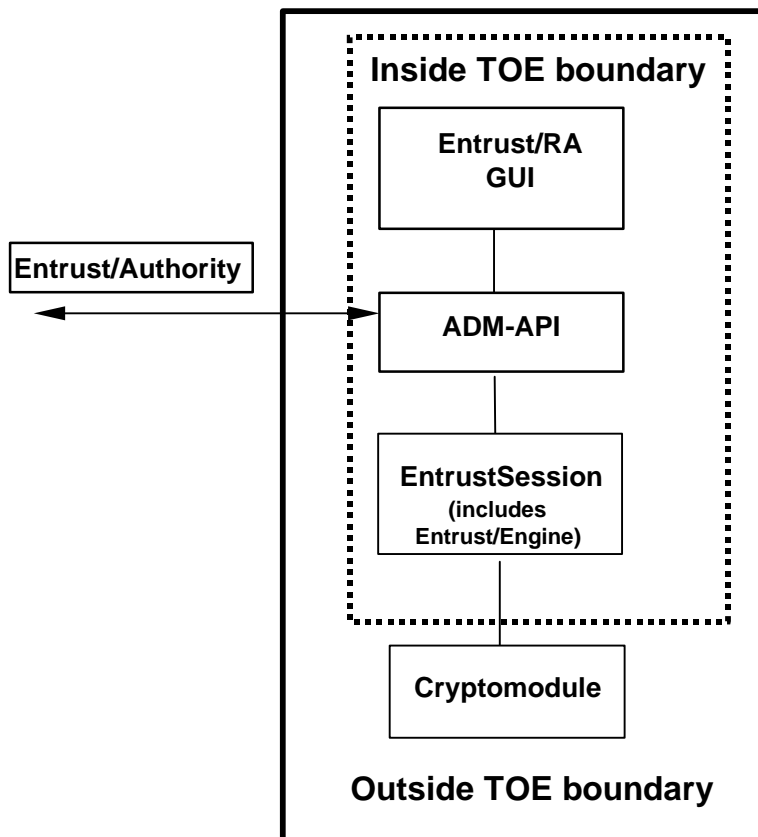 Inside TOE boundary
Entrust/RA
GUI
Entrust/Authority
ADM-API
EntrustSession
(includes
Entrust/Engine)
Cryptomodule
Outside TOE boundary